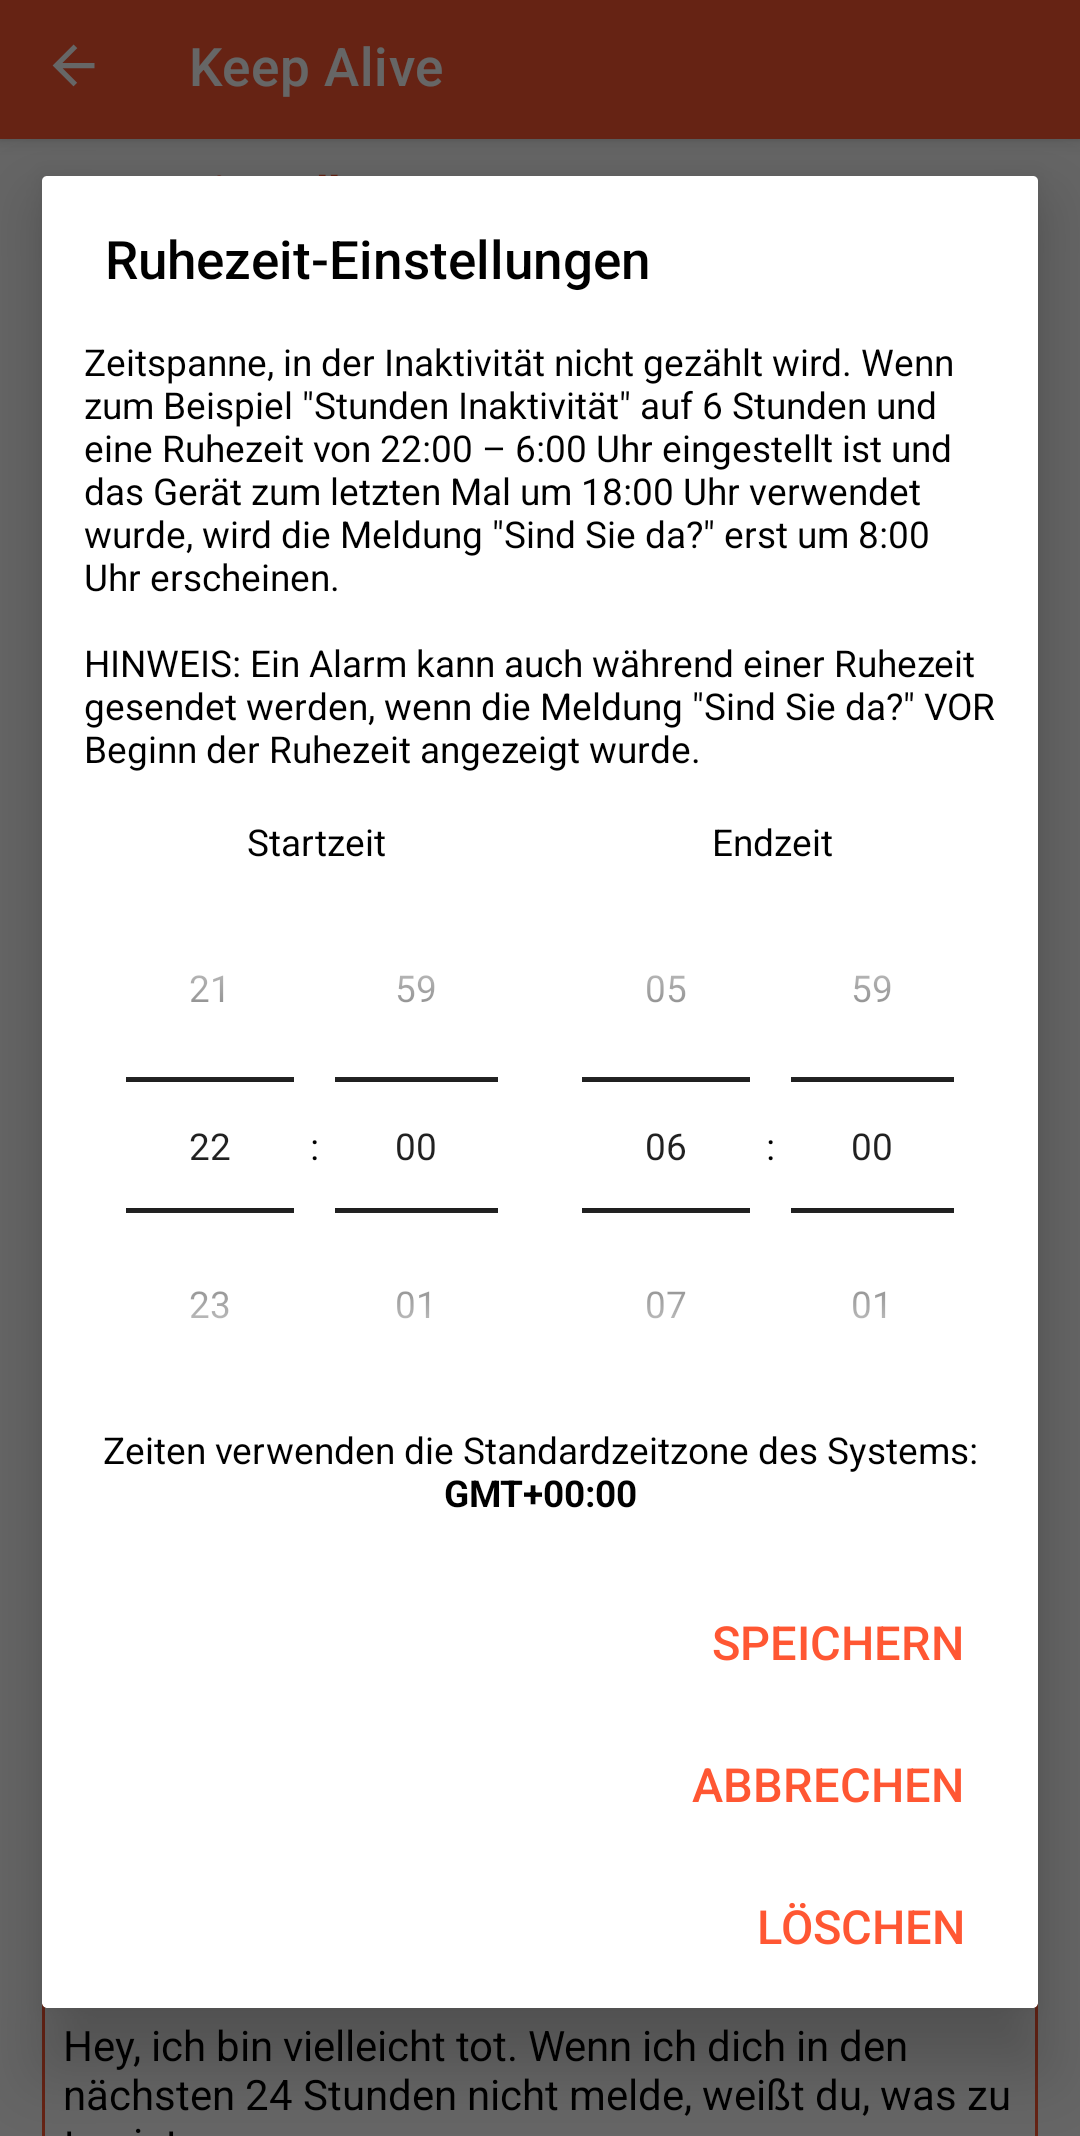 Keep Alive
Ruhezeit-Einstellungen
Zeitspanne, in der Inaktivität nicht gezählt wird. Wenn
zum Beispiel "Stunden Inaktivität" auf 6 Stunden und
eine Ruhezeit von 22:00 – 6:00 Uhr eingestellt ist und
das Gerät zum letzten Mal um 18:00 Uhr verwendet
wurde, wird die Meldung "Sind Sie da?" erst um 8:00
Uhr erscheinen.
HINWEIS: Ein Alarm kann auch während einer Ruhezeit
gesendet werden, wenn die Meldung "Sind Sie da?" VOR
Beginn der Ruhezeit angezeigt wurde.
Startzeit Endzeit
21 59 05 59
22 : 00 06 : 00
23 01 07 01
Zeiten verwenden die Standardzeitzone des Systems:
GMT+00:00
SPEICHERN
ABBRECHEN
LÖSCHEN
Hey, ich bin vielleicht tot. Wenn ich dich in den
nächsten 24 Stunden nicht melde, weißt du, was zu